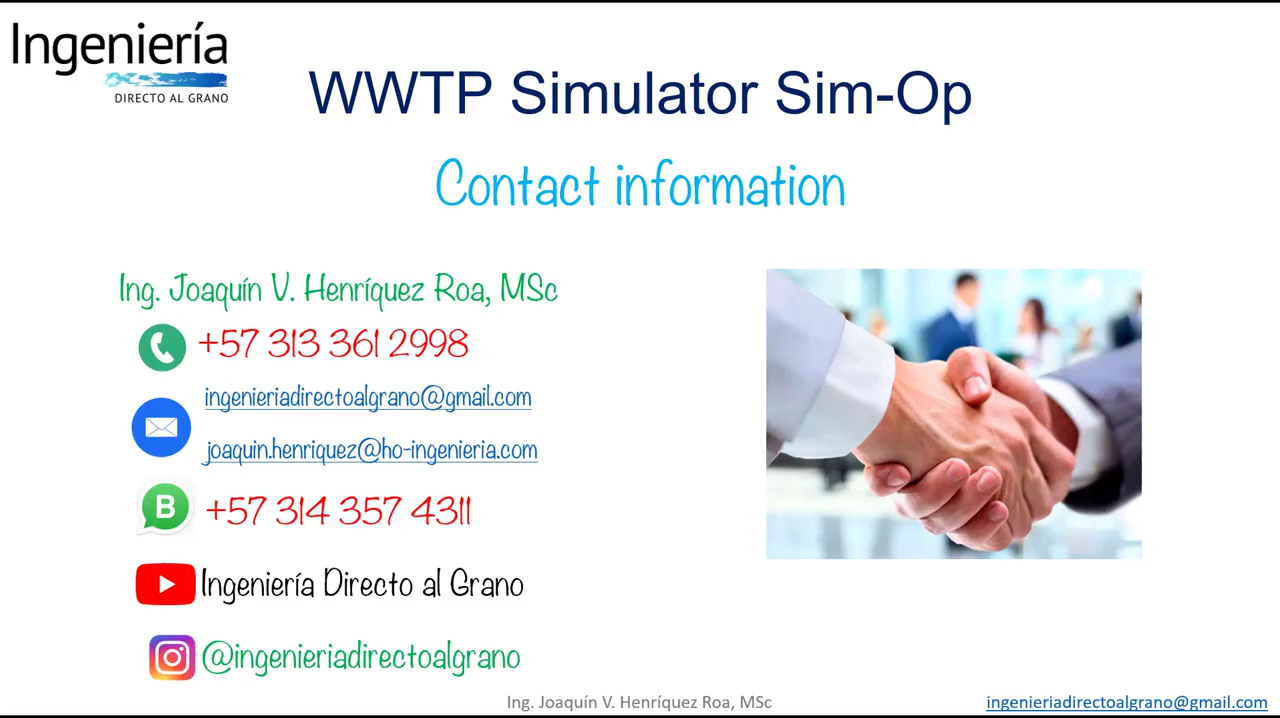 Ingeniería
DIRECTO AL GRANO
WWTP Simulator Sim-Op
Contact information
Ing. Joaquín V. Henríquez Roa, MSc
+57 313 361 2998
ingenieriadirectoalgrano@gmail.com
joaquin.henriquez@ho-ingenieria.com
B
+57 314 357 4311
Ingeniería Directo al Grano
@ingenieriadirectoalgrano
Ing. Joaquín V. Henríquez Roa, MSc
ingenieriadirectoalgrano@gmail.com